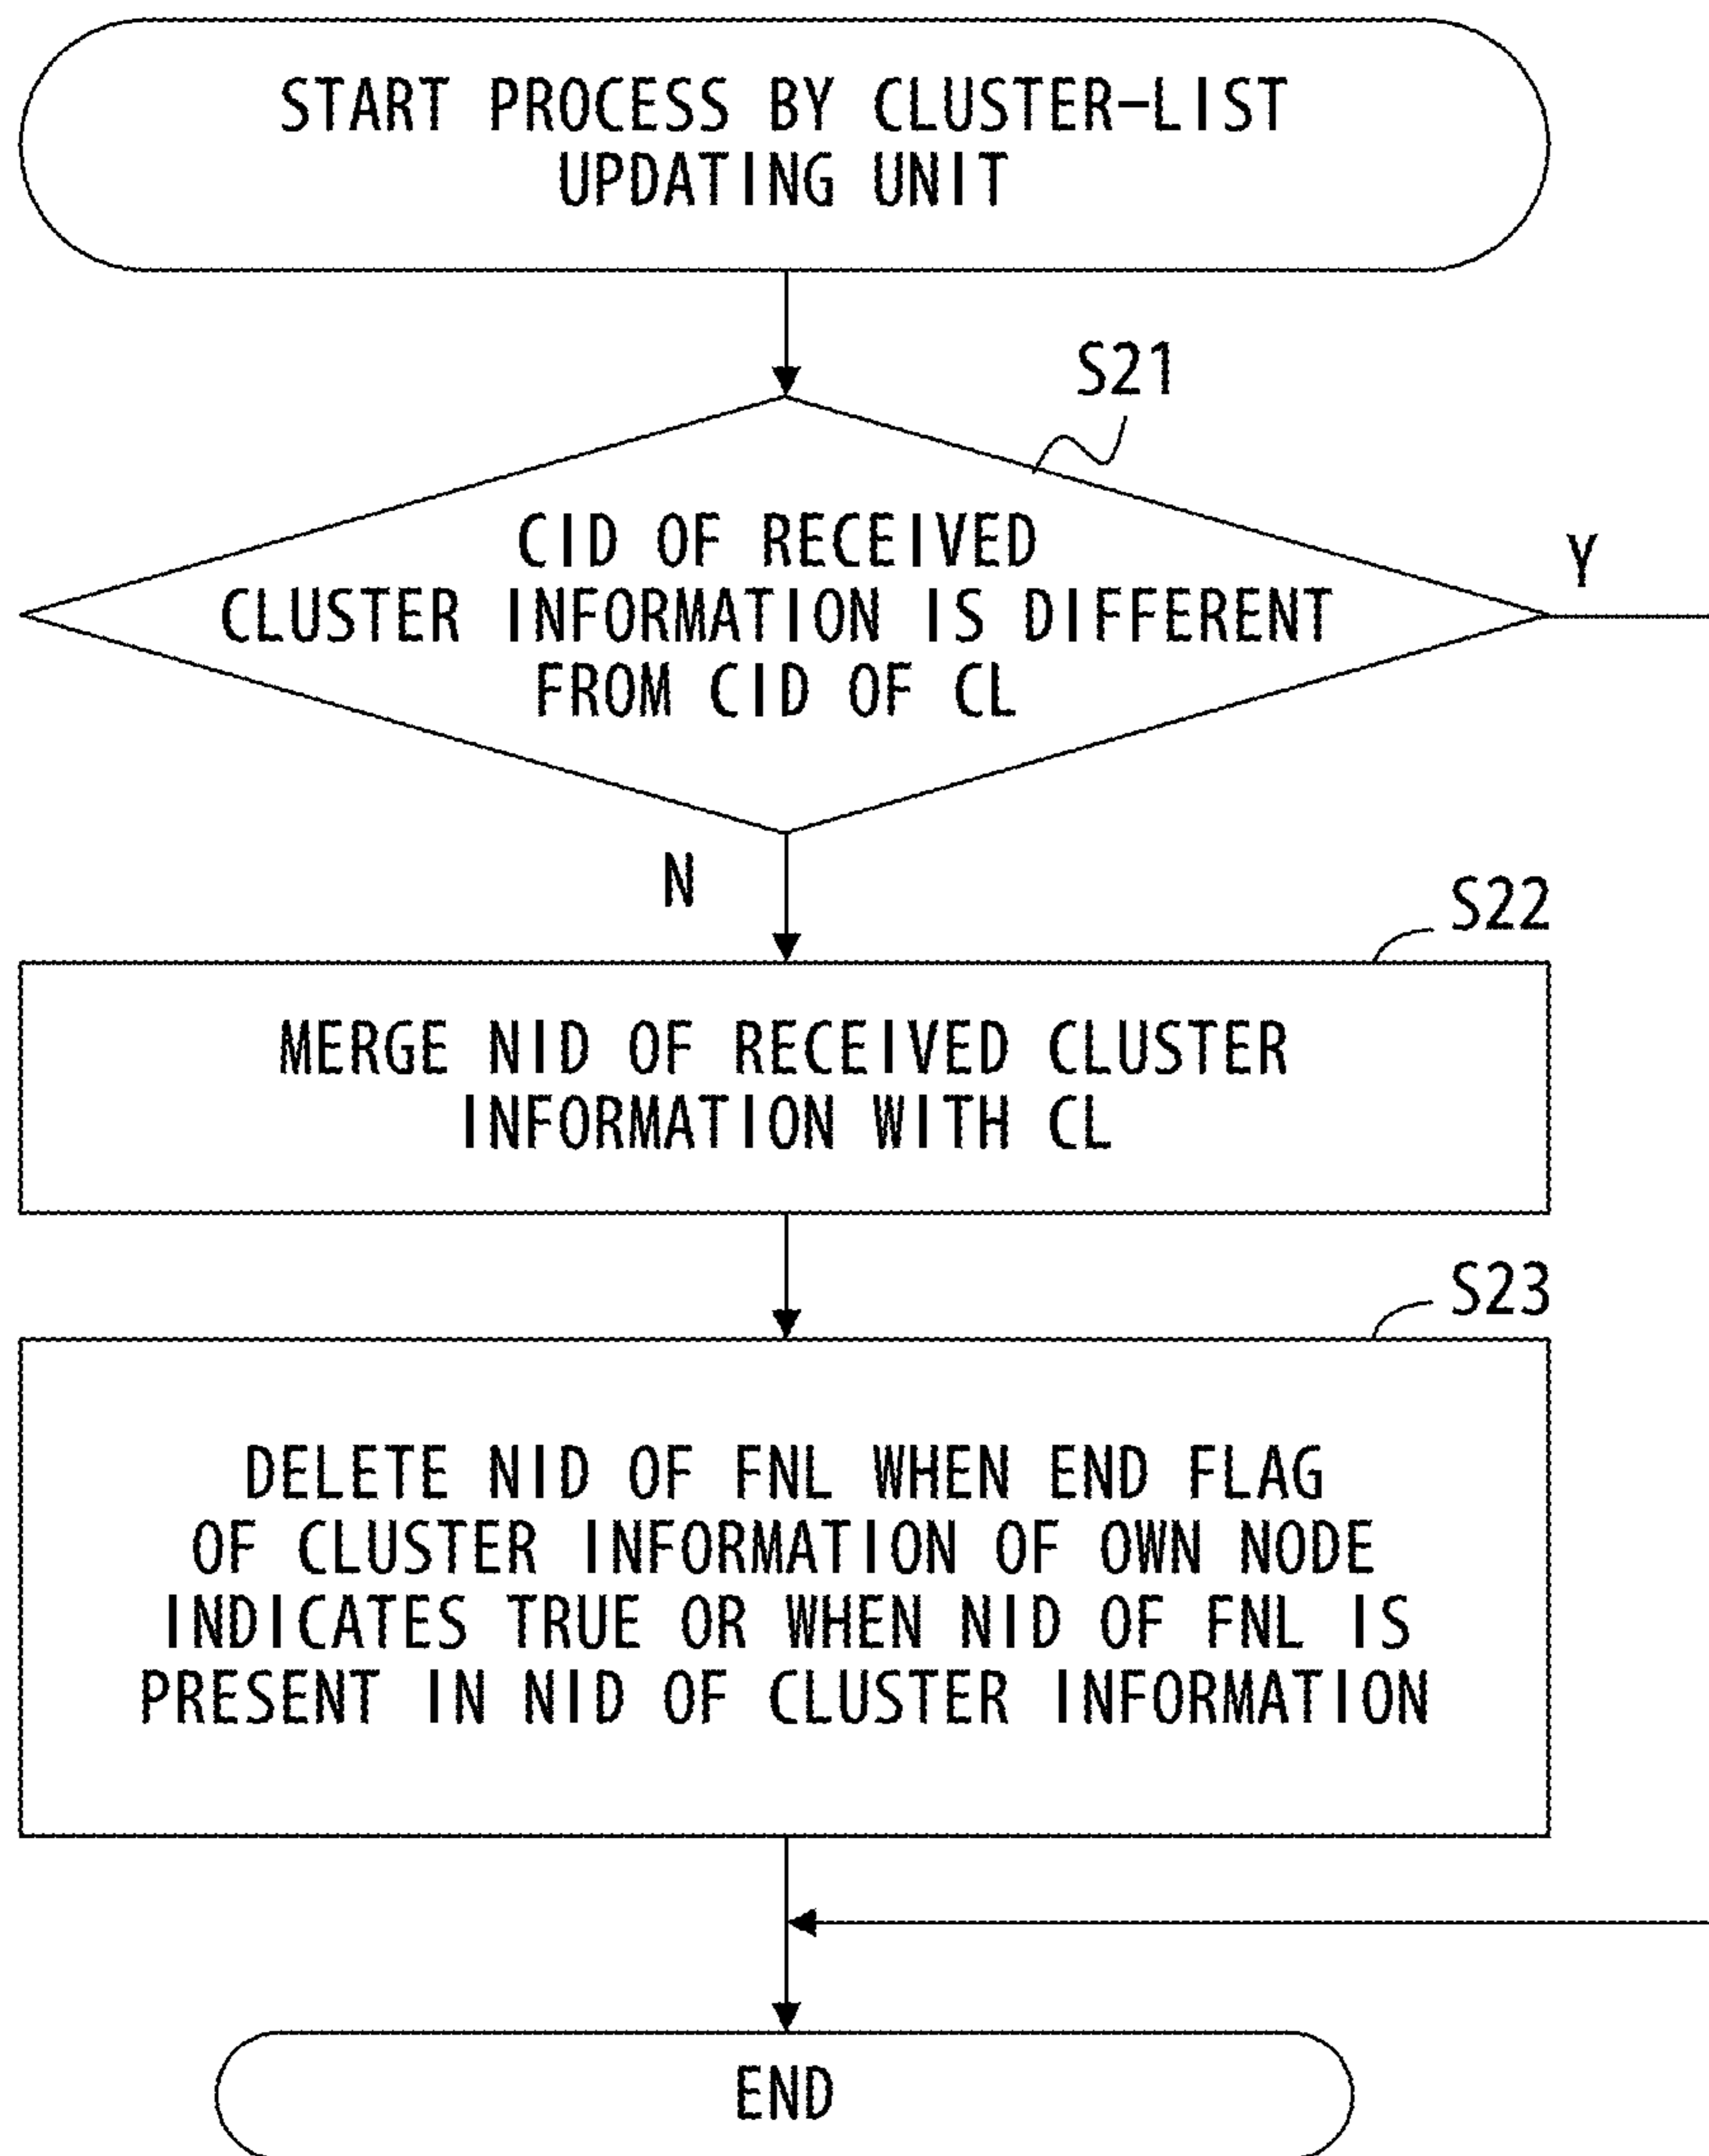 START PROCESS BY CLUSTER-LIST
UPDATING UNIT
S21
CID OF RECEIVED
CLUSTER INFORMATION IS DIFFERENT
FROM CID OF CL
Y
N
S22
MERGE NID OF RECEIVED CLUSTER
INFORMATION WITH CL
S23
DELETE NID OF FNL WHEN END FLAG
OF CLUSTER INFORMATION OF OWN NODE
INDICATES TRUE OR WHEN NID OF FNL IS
PRESENT IN NID OF CLUSTER INFORMATION
END